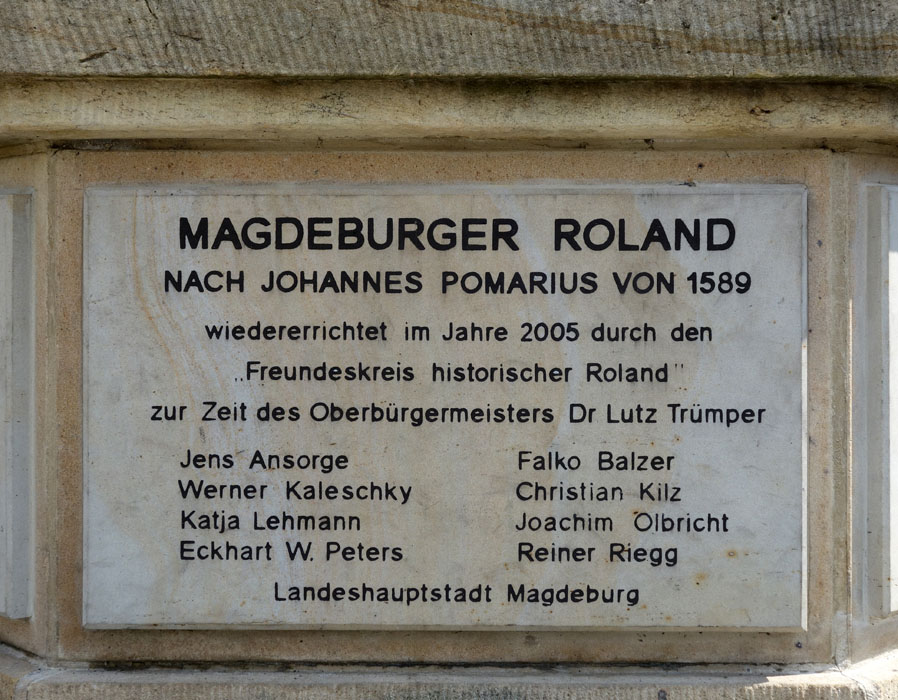 MAGDEBURGER ROLAND
NACH JOHANNES POMARIUS VON 1589
wiedererrichtet im Jahre 2005 durch den
„Freundeskreis historischer Roland"
zur Zeit des Oberbürgermeisters Dr Lutz Trümper
Jens Ansorge
Werner Kaleschky
Katja Lehmann
Eckhart W. Peters
Falko Balzer
Christian Kilz
Joachim Olbricht
Reiner Riegg
Landeshauptstadt Magdeburg